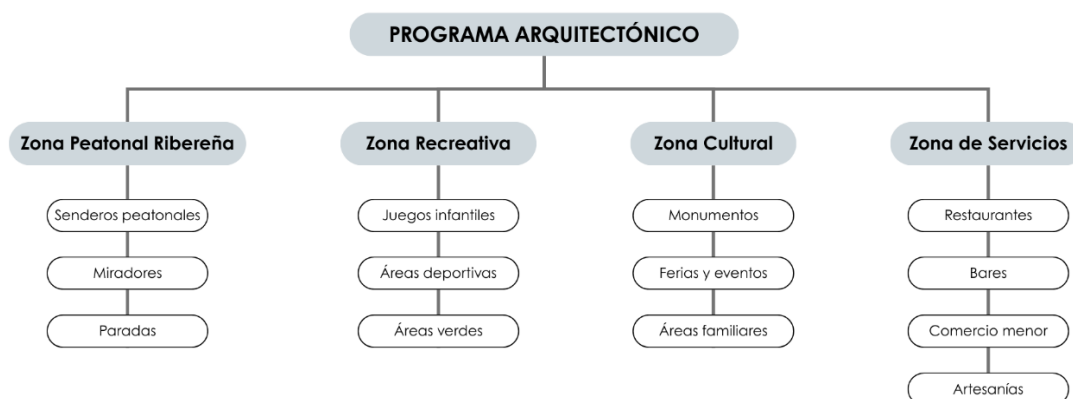 PROGRAMA ARQUITECTÓNICO
Zona Peatonal Ribereña
Senderos peatonales
Miradores
Paradas
Zona Recreativa
Juegos infantiles
Áreas deportivas
Áreas verdes
Zona Cultural
Monumentos
Ferias y eventos
Áreas familiares
Zona de Servicios
Restaurantes
Bares
Comercio menor
Artesanías